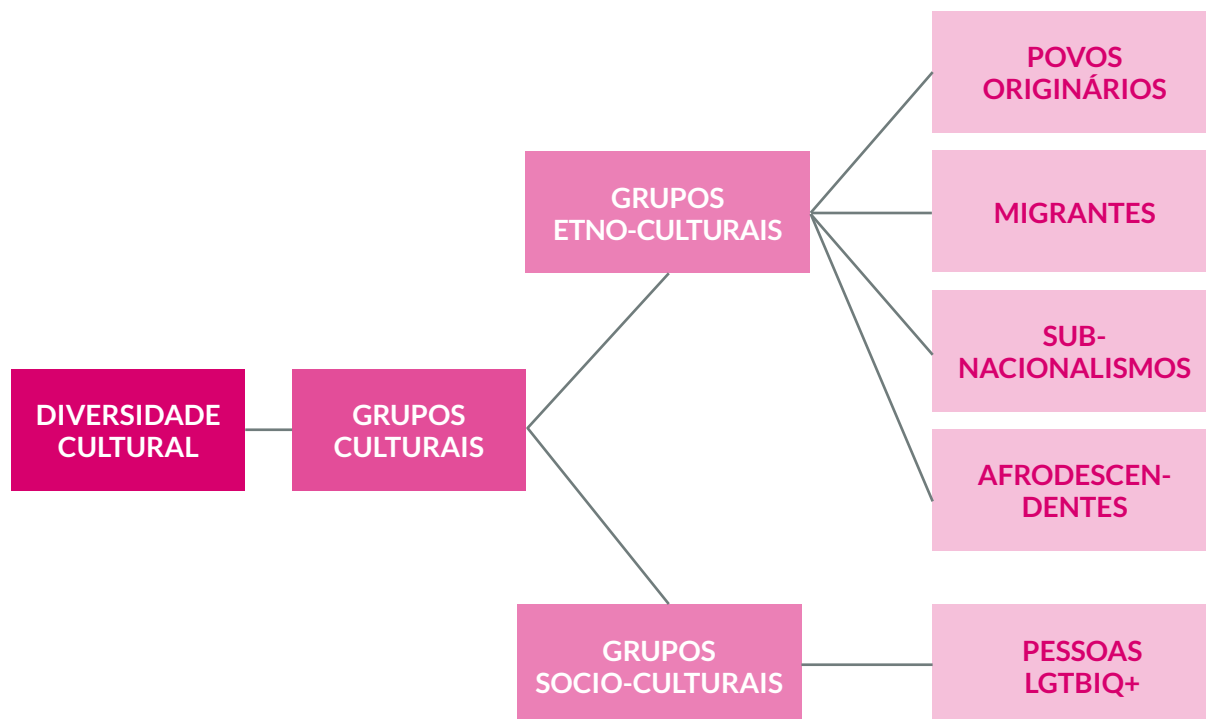 DIVERSIDADE
CULTURAL
GRUPOS
CULTURAIS
GRUPOS
ETNO-CULTURAIS
POVOS
ORIGINÁRIOS
MIGRANTES
SUB-
NACIONALISMOS
AFRODESCEN-
DENTES
GRUPOS
SOCIO-CULTURAIS
PESSOAS
LGTBIQ+